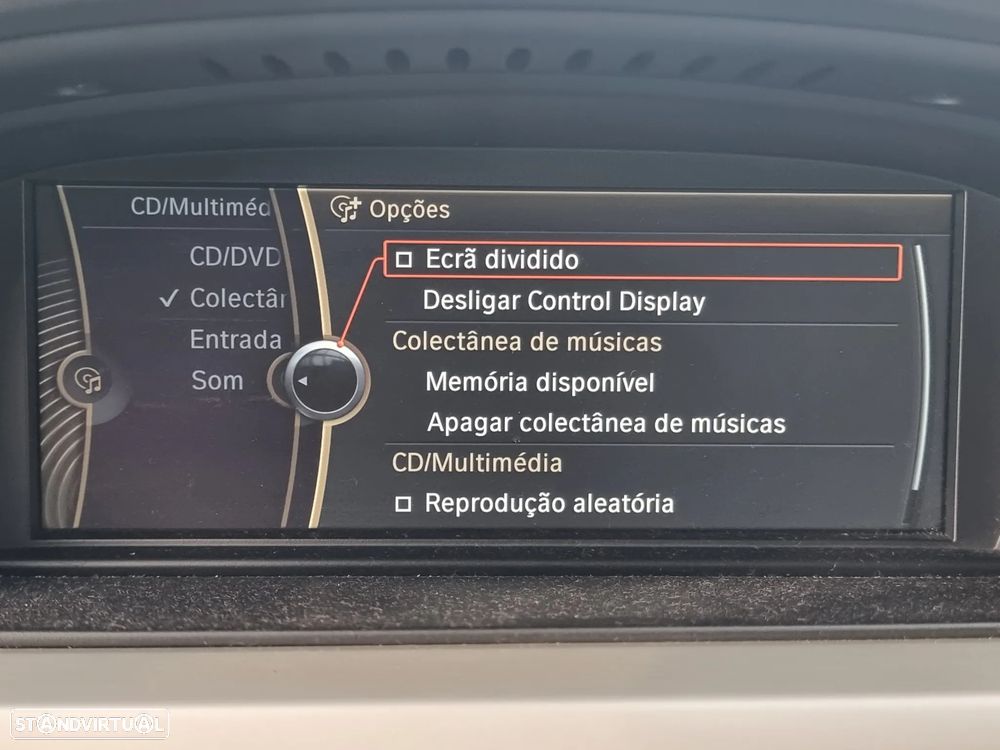 CD/Multiméd
CD/DVD
Colectân
Entrada
Som
Opções
Ecrã dividido
Desligar Control Display
Colectânea de músicas
Memória disponível
Apagar colectânea de músicas
CD/Multimédia
Reprodução aleatória
STANDVIRTUAL